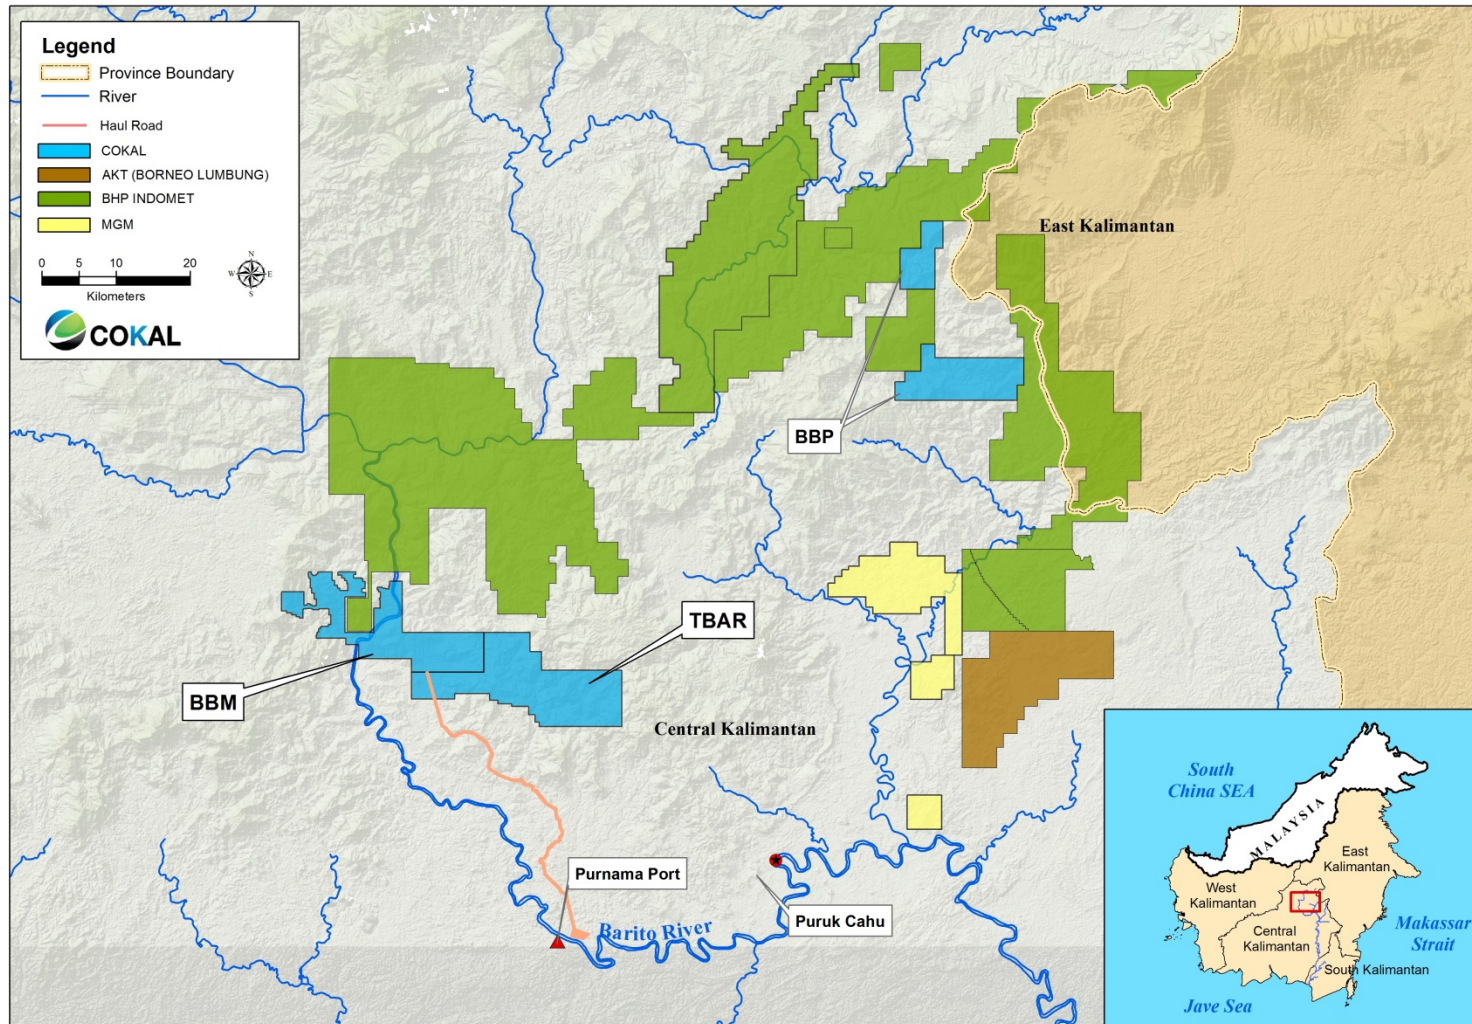 Legend
Province Boundary
River
Haul Road
COKAL
AKT (BORNEO LUMBUNG)
BHP INDOMET
MGM
0 5 10 20
Kilometers
N
W E
S
COKAL
East Kalimantan
BBP
TBAR
BBM
Central Kalimantan
Purnama Port
Puruk Cahu
Barito River
South
China SEA
MALAYSIA
East
Kalimantan
West
Kalimantan
Central
Kalimantan
Makassar
Strait
South Kalimantan
Jave Sea